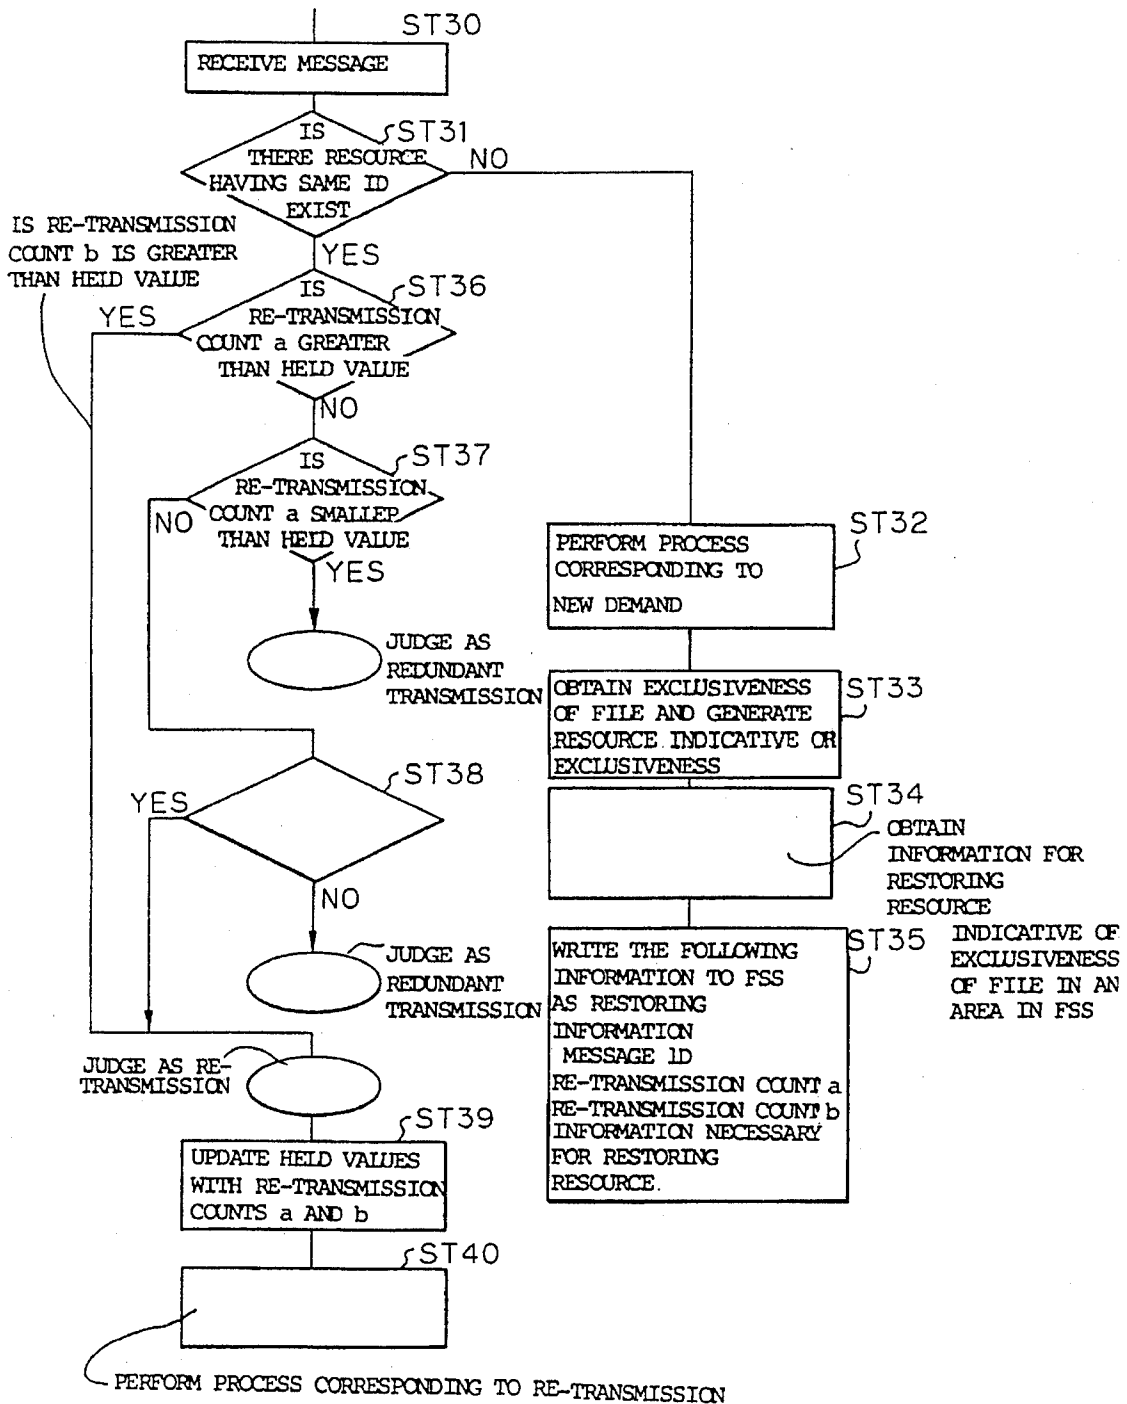 ST30
RECEIVE MESSAGE
IS
THERE RESOURCE
HAVING SAME ID
EXIST
ST31
NO
YES
IS RE-TRANSMISSION
COUNT b IS GREATER
THAN HELD VALUE
IS
RE-TRANSMISSION
COUNT a GREATER
THAN HELD VALUE
ST36
YES
NO
IS
RE-TRANSMISSION
COUNT a SMALLER
THAN HELD VALUE
ST37
NO
YES
JUDGE AS
REDUNDANT
TRANSMISSION
ST38
YES
NO
JUDGE AS
REDUNDANT
TRANSMISSION
JUDGE AS RE-
TRANSMISSION
ST39
UPDATE HELD VALUES
WITH RE-TRANSMISSION
COUNTS a AND b
ST40
PERFORM PROCESS CORRESPONDING TO RE-TRANSMISSION
ST32
PERFORM PROCESS
CORRESPONDING TO
NEW DEMAND
ST33
OBTAIN EXCLUSIVENESS
OF FILE AND GENERATE
RESOURCE INDICATIVE OR
EXCLUSIVENESS
ST34
OBTAIN
INFORMATION FOR
RESTORING
RESOURCE
INDICATIVE OF
EXCLUSIVENESS
OF FILE IN AN
AREA IN FSS
ST35
WRITE THE FOLLOWING
INFORMATION TO FSS
AS RESTORING
INFORMATION
MESSAGE ID
RE-TRANSMISSION COUNT a
RE-TRANSMISSION COUNT b
INFORMATION NECESSARY
FOR RESTORING
RESOURCE.